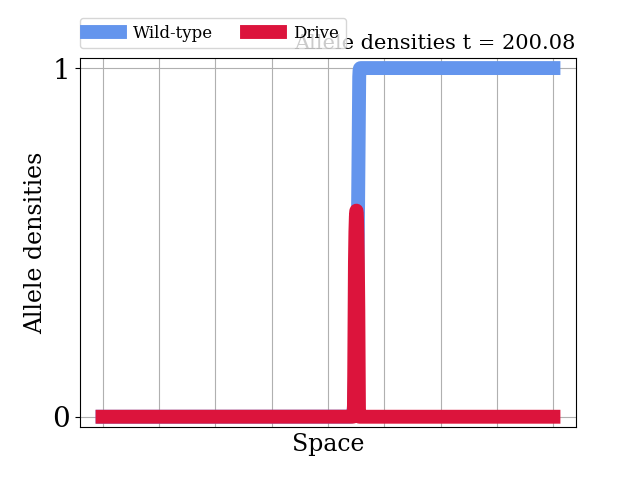 Wild-type Drive
Allele densities t = 200.08
1
Allele densities
0
Space